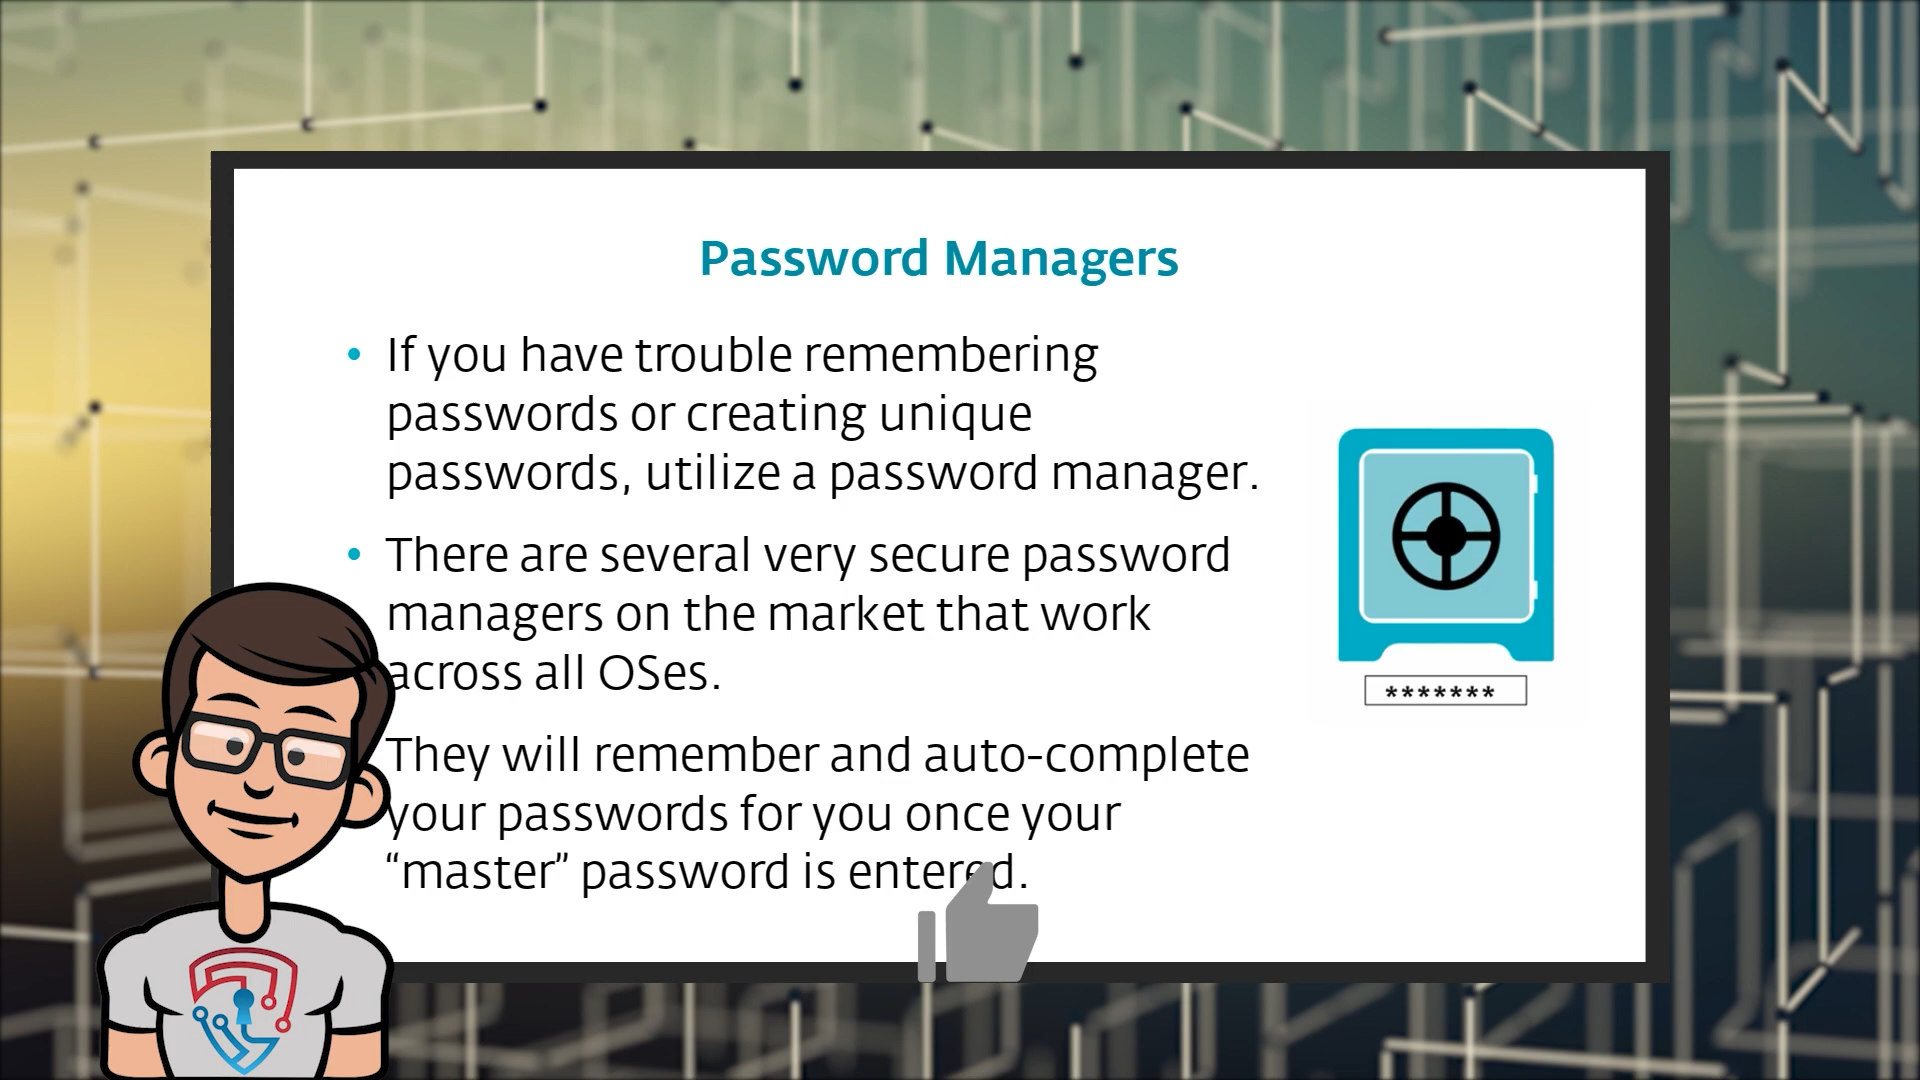 Password Managers
• If you have trouble remembering
passwords or creating unique
passwords, utilize a password manager.
• There are several very secure password
managers on the market that work
across all OSes.
They will remember and auto-complete
your passwords for you once your
“master” password is entered.
*******